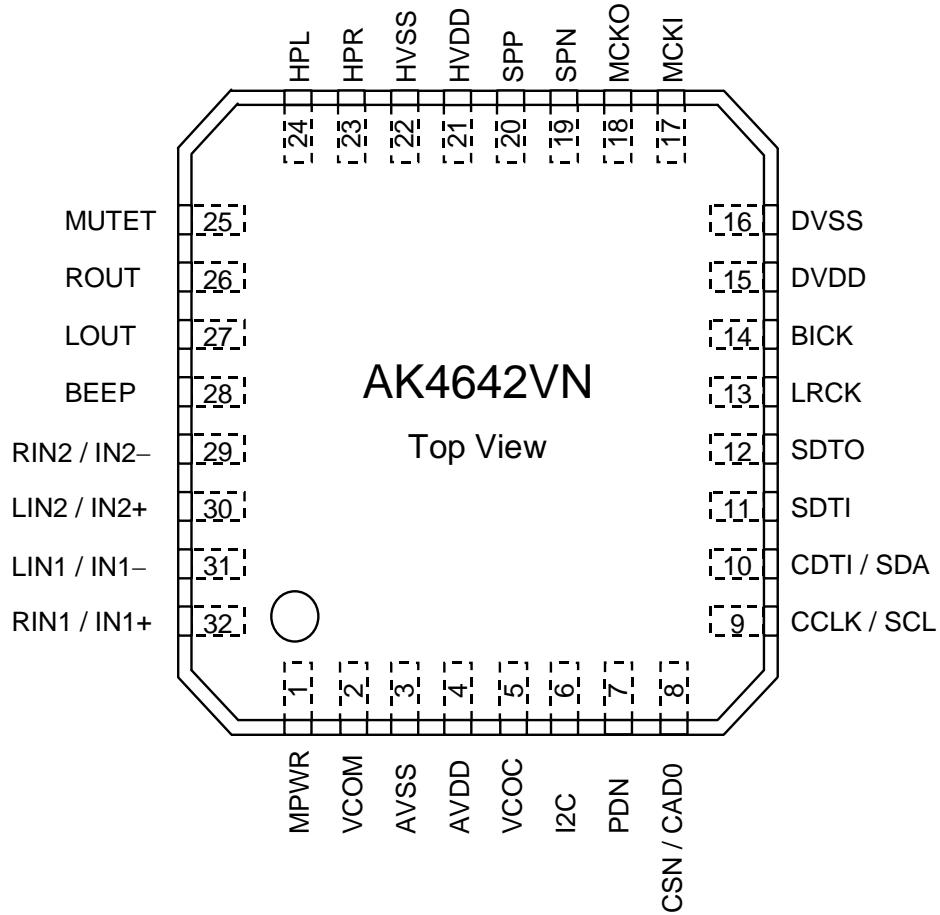 HPL
HPR
HVSS
HVDD
SPP
SPN
MCKO
MCKI
24
23
22
21
20
19
18
17
MUTET 25
ROUT 26
LOUT 27
BEEP 28
RIN2 / IN2− 29
LIN2 / IN2+ 30
LIN1 / IN1− 31
RIN1 / IN1+ 32
AK4642VN
Top View
16 DVSS
15 DVDD
14 BICK
13 LRCK
12 SDTO
11 SDTI
10 CDTI / SDA
9 CCLK / SCL
1
2
3
4
5
6
7
8
MPWR
VCOM
AVSS
AVDD
VCOC
I2C
PDN
CSN / CAD0